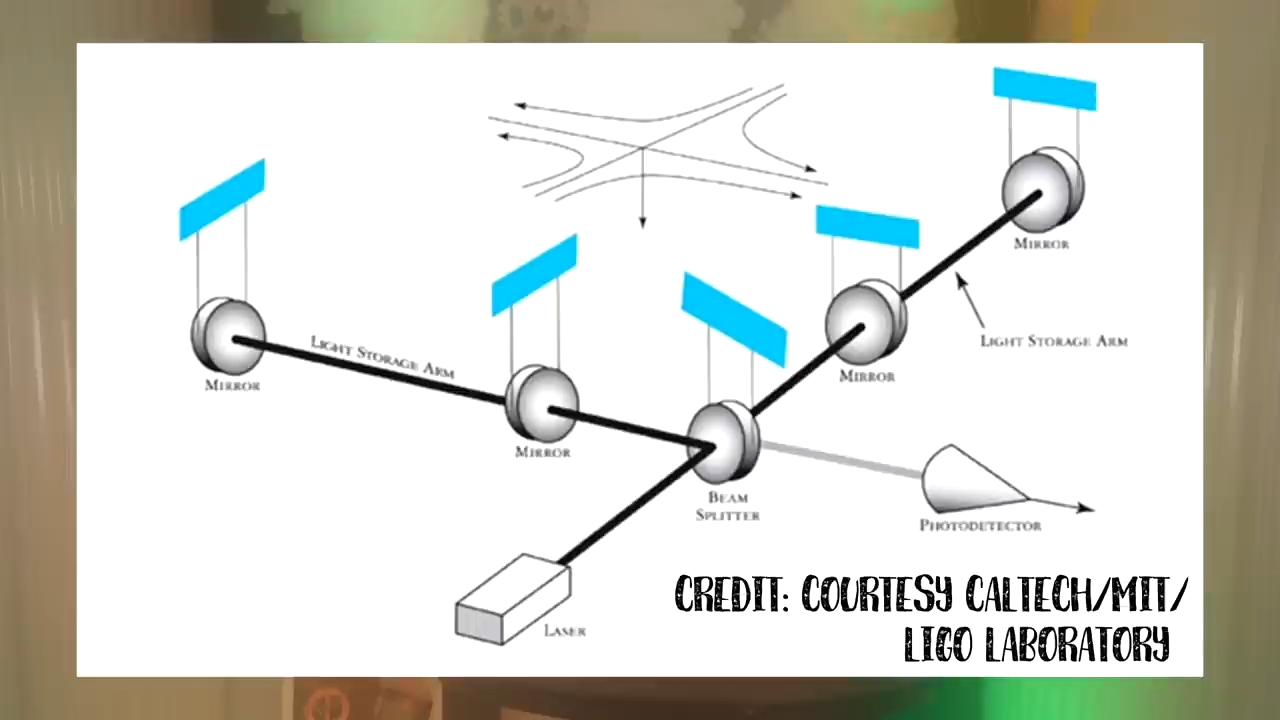 MIRROR
MIRROR
LIGHT STORAGE ARM
LIGHT STORAGE ARM
MIRROR
MIRROR
MIRROR
BEAM
SPLITTER
PHOTODETECTOR
LASER
CREDIT: COURTESY CALTECH/MIT/
LIGO LABORATORY